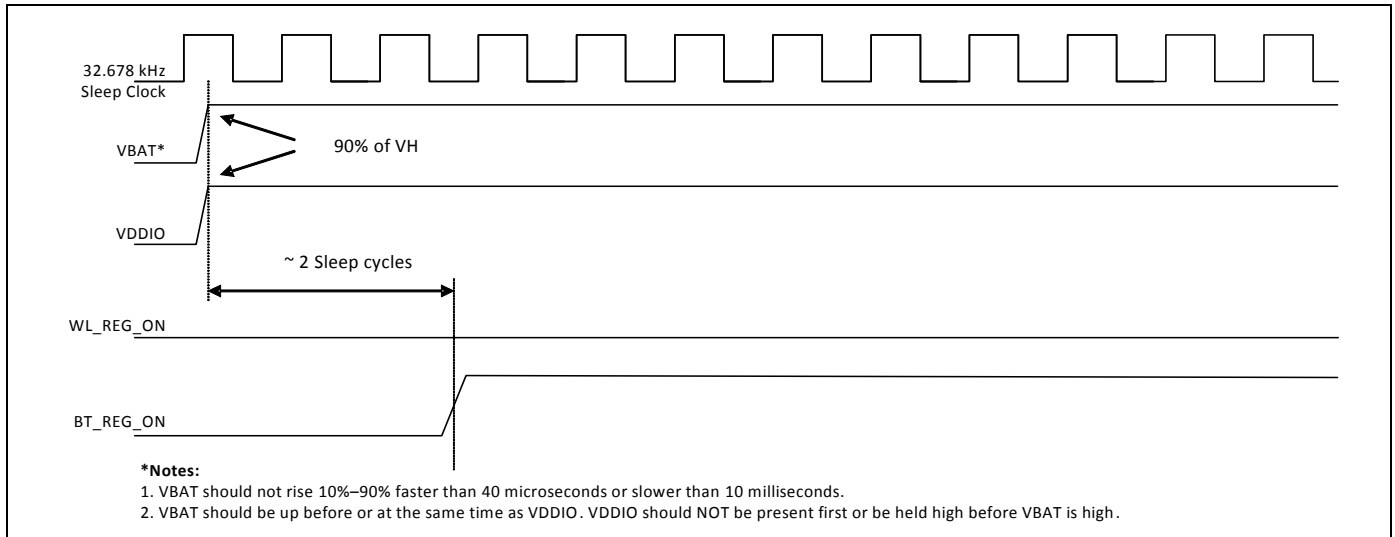 32.678 kHz
Sleep Clock
90% of VH
VBAT*
VDDIO
~ 2 Sleep cycles
WL_REG_ON
BT_REG_ON
*Notes:
1. VBAT should not rise 10%–90% faster than 40 microseconds or slower than 10 milliseconds.
2. VBAT should be up before or at the same time as VDDIO. VDDIO should NOT be present first or be held high before VBAT is high.